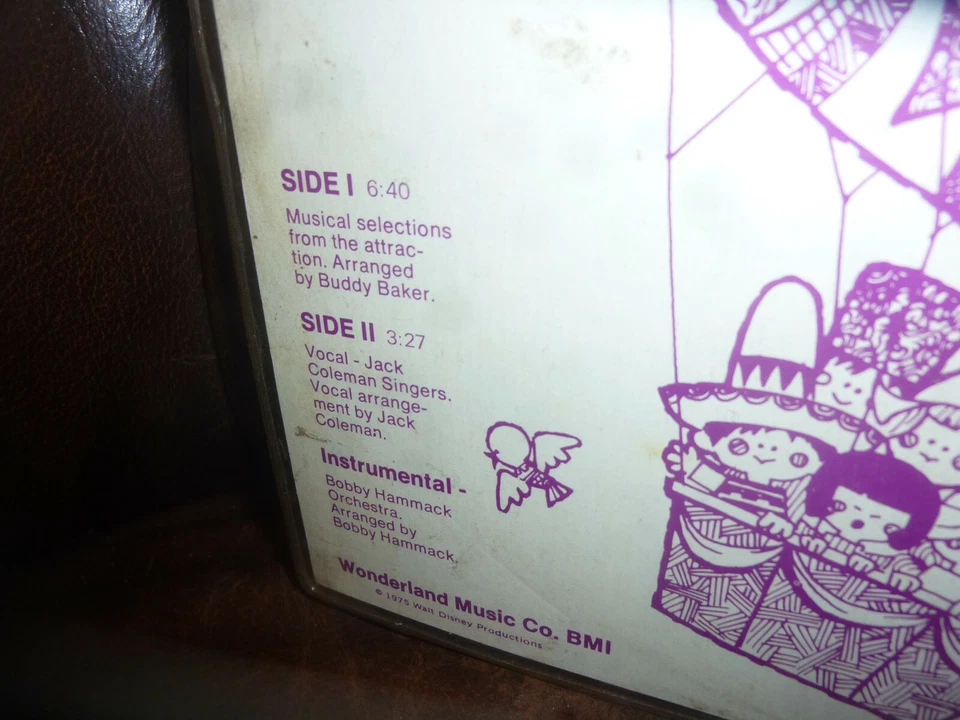 SIDE I 6:40
Musical selections
from the attrac-
tion. Arranged
by Buddy Baker.
SIDE II 3:27
Vocal - Jack
Coleman Singers.
Vocal arrange-
ment by Jack
Coleman.
Instrumental -
Bobby Hammack
Orchestra.
Arranged by
Bobby Hammack.
Wonderland Music Co. BMI
© 1975 Walt Disney Productions